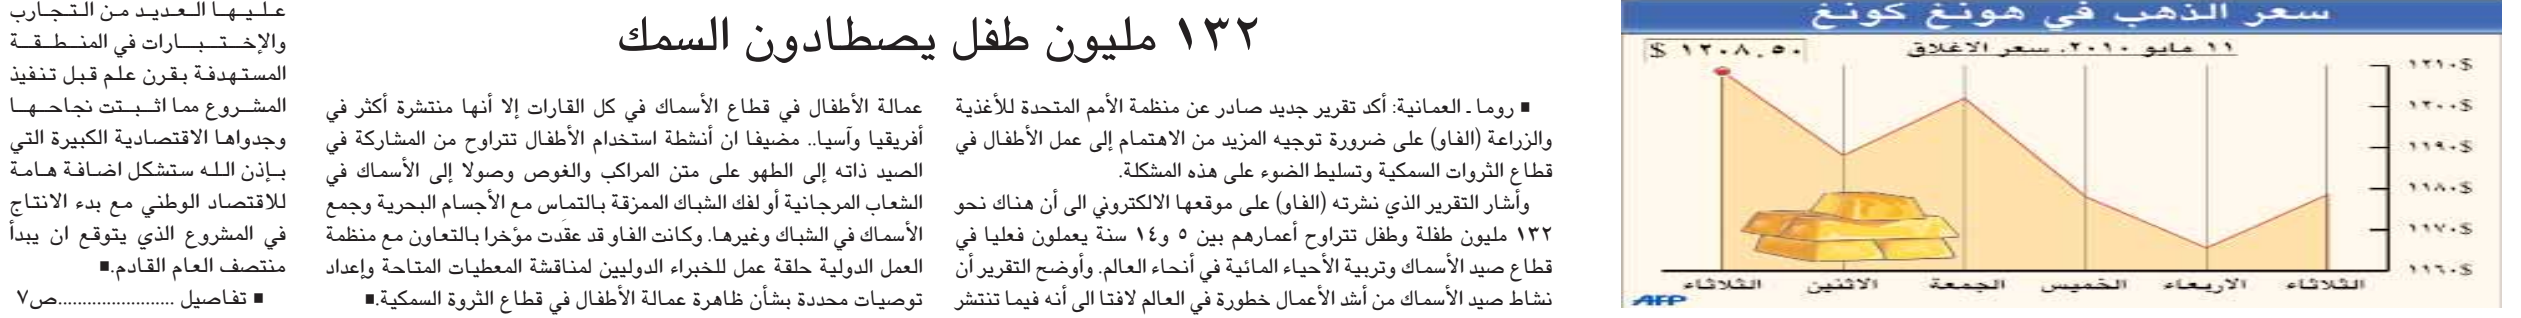 سعر الذهب في هونغ كونغ
١١ مايو ٢٠١٠، سعر الاغلاق
$ ١٢٠٨,٥٠
١٢١٠$
١٢٠٠$
١١٩٠$
١١٨٠$
١١٧٠$
١١٦٠$
الثلاثاء الاربعاء الخميس الجمعة الاثنين الثلاثاء
AFP
١٣٢ مليون طفل يصطادون السمك
■ روما ـ العمانية: أكد تقرير جديد صادر عن منظمة الأمم المتحدة للأغذية
والزراعة (الفاو) على ضرورة توجيه المزيد من الاهتمام إلى عمل الأطفال في
قطاع الثروات السمكية وتسليط الضوء على هذه المشكلة.
وأشار التقرير الذي نشرته (الفاو) على موقعها الالكتروني الى أن هناك نحو
١٣٢ مليون طفلة وطفل تتراوح أعمارهم بين ٥ و١٤ سنة يعملون فعليا في
قطاع صيد الأسماك وتربية الأحياء المائية في أنحاء العالم. وأوضح التقرير أن
نشاط صيد الأسماك من أشد الأعمال خطورة في العالم لافتا الى أنه فيما تنتشر
عمالة الأطفال في قطاع الأسماك في كل القارات إلا أنها منتشرة أكثر في
أفريقيا وآسيا.. مضيفا ان أنشطة استخدام الأطفال تتراوح من المشاركة في
الصيد ذاته إلى الطهو على متن المراكب والغوص وصولا إلى الأسماك في
الشعاب المرجانية أو لفك الشباك الممزقة بالتماس مع الأجسام البحرية وجمع
الأسماك في الشباك وغيرها. وكانت الفاو قد عقَدت مؤخرا بالتعاون مع منظمة
العمل الدولية حلقة عمل للخبراء الدوليين لمناقشة المعطيات المتاحة وإعداد
توصيات محددة بشأن ظاهرة عمالة الأطفال في قطاع الثروة السمكية.■
عليها العديد من التجارب
والإختبارات في المنطقة
المستهدفة بقرن علم قبل تنفيذ
المشروع مما اثبتت نجاحها
وجدواها الاقتصادية الكبيرة التي
بإذن الله ستشكل اضافة هامة
للاقتصاد الوطني مع بدء الانتاج
في المشروع الذي يتوقع ان يبدأ
منتصف العام القادم.■
■ تفاصيل ........................ص٧